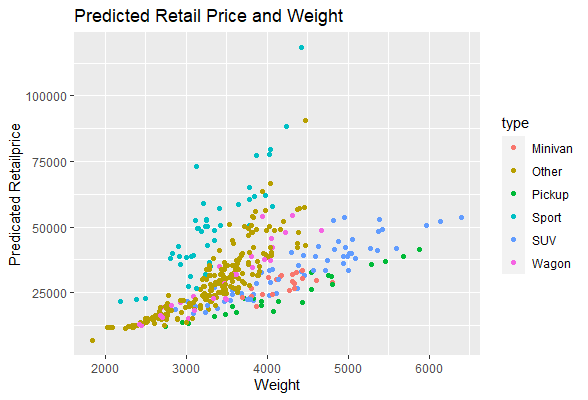 Predicted Retail Price and Weight
Predicated Retailprice
100000
75000
50000
25000
2000
3000
4000
5000
6000
Weight
type
Minivan
Other
Pickup
Sport
SUV
Wagon